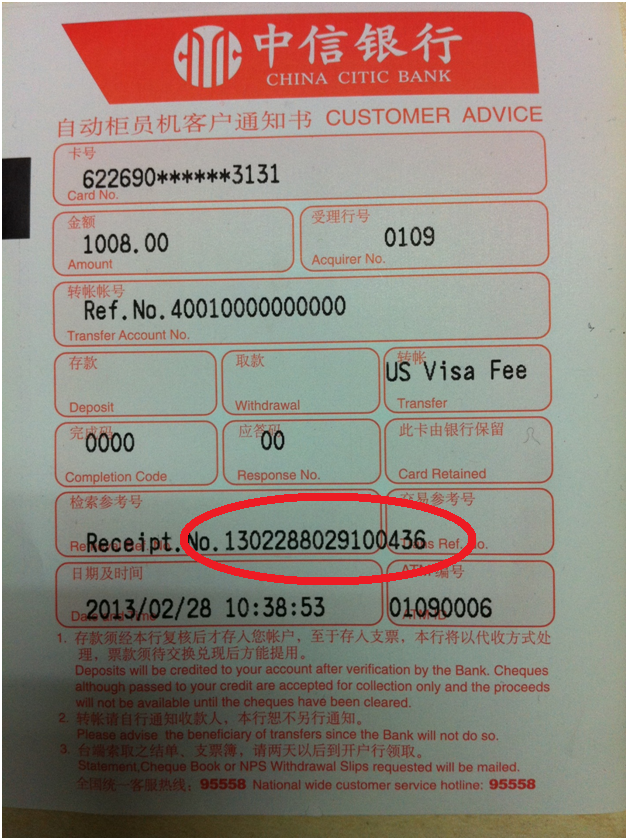 中信银行
CHINA CITIC BANK
自动柜员机客户通知书 CUSTOMER ADVICE
卡号
622690******3131
Card No.
金额
1008.00
Amount
受理行号
0109
Acquirer No.
转帐帐号
Ref.No.40010000000000
Transfer Account No.
存款
Deposit
取款
Withdrawal
转帐
US Visa Fee
Transfer
完成码
0000
Completion Code
应答码
00
Response No.
此卡由银行保留
Card Retained
检索参考号
交易参考号
Receipt.No.1302288029100436
日期及时间
2013/02/28 10:38:53
Date and Time
ATM 编号
01090006
ATM ID
1. 存款须经本行复核后才存人您帐户，至于存人支票，本行将以代收方式处
理，票款须待交换兑现后方能提用。
Deposits will be credited to your account after verification by the Bank. Cheques
although passed to your credit are accepted for collection only and the proceeds
will not be available until the cheques have been cleared.
2. 转帐请自行通知收款人、本行恕不另行通知。
Please advise the beneficiary of transfers since the Bank will not do so.
3. 台端索取之结单、支票簿，请两天以后到开户行领取。
Statement,Cheque Book or NPS Withdrawal Slips requested will be mailed.
全国统一客服热线：95558 National wide customer service hotline: 95558